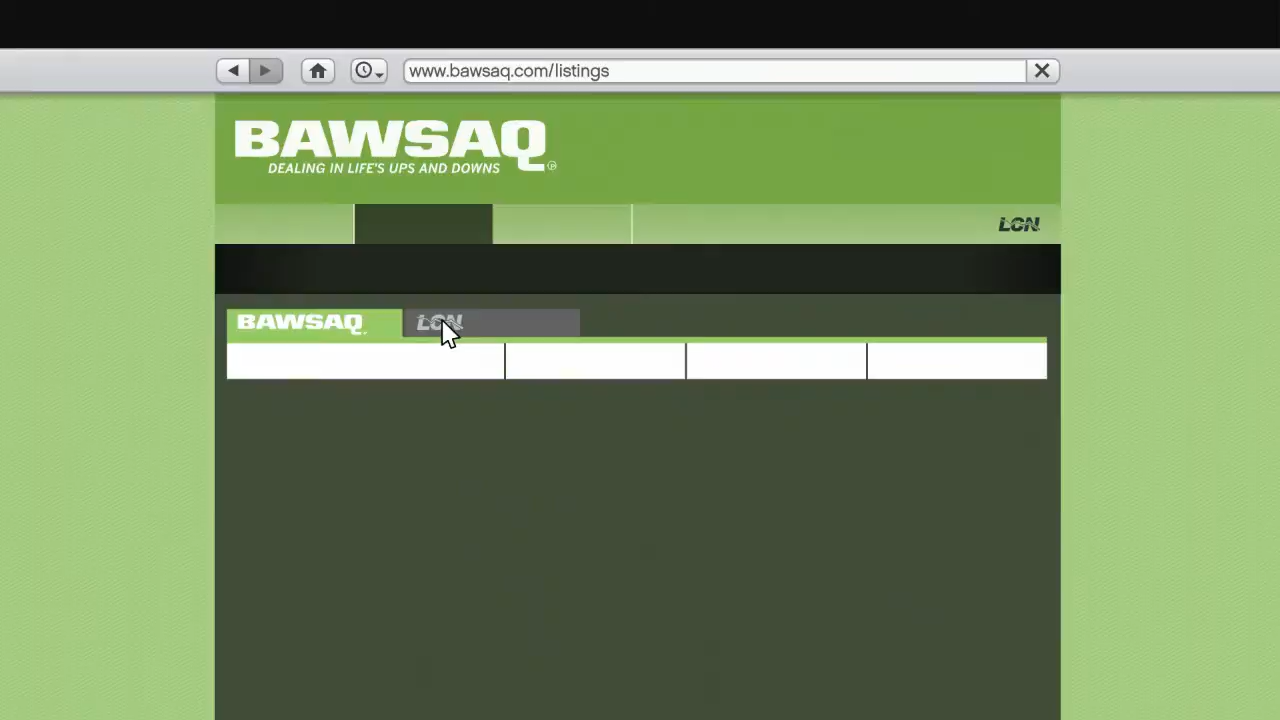 www.bawsaq.com/listings
BAWSAQ
DEALING IN LIFE'S UPS AND DOWNS
LCN
BAWSAQ
LCN